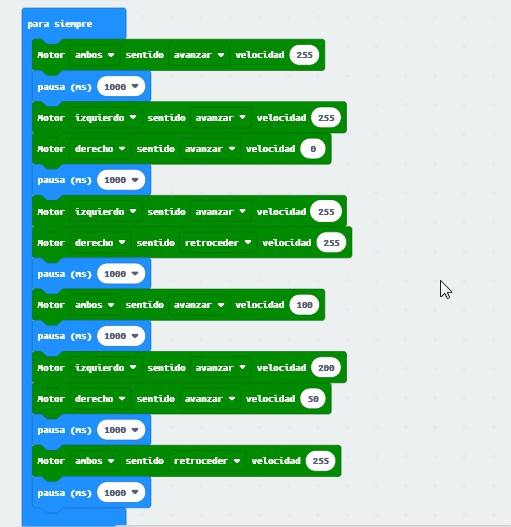 para siempre
Motor ambos sentido avanzar velocidad 255
pausa (ms) 1000
Motor izquierdo sentido avanzar velocidad 255
Motor derecho sentido avanzar velocidad 0
pausa (ms) 1000
Motor izquierdo sentido avanzar velocidad 255
Motor derecho sentido retroceder velocidad 255
pausa (ms) 1000
Motor ambos sentido avanzar velocidad 100
pausa (ms) 1000
Motor izquierdo sentido avanzar velocidad 200
Motor derecho sentido avanzar velocidad 50
pausa (ms) 1000
Motor ambos sentido retroceder velocidad 255
pausa (ms) 1000